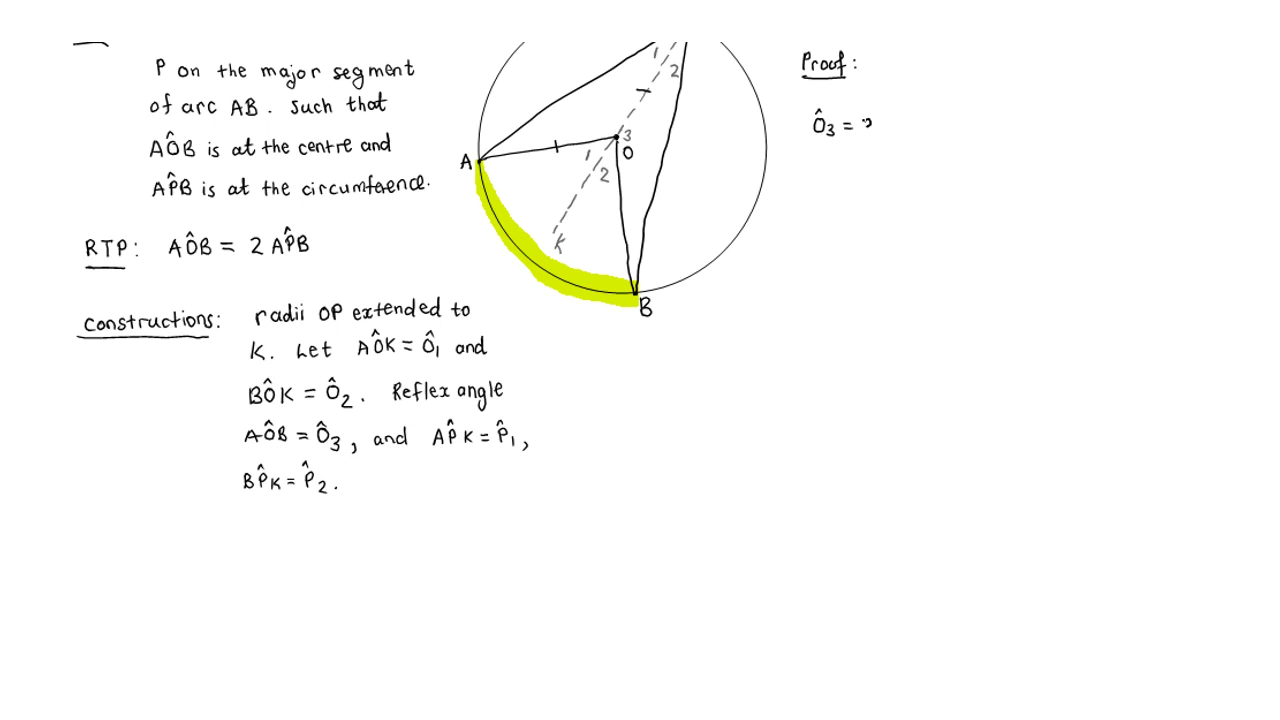 P on the major segment
of arc AB. Such that
AÔB is at the centre and
AP̂B is at the circumference.
RTP: AÔB = 2 AP̂B
Constructions: radii OP extended to
K. Let AÔK = Ô1 and
BÔK = Ô2. Reflex angle
AÔB = Ô3, and AP̂K = P̂1,
BP̂K = P̂2.
1
2
3
A
O
1
2
K
B
Proof:
Ô3 =